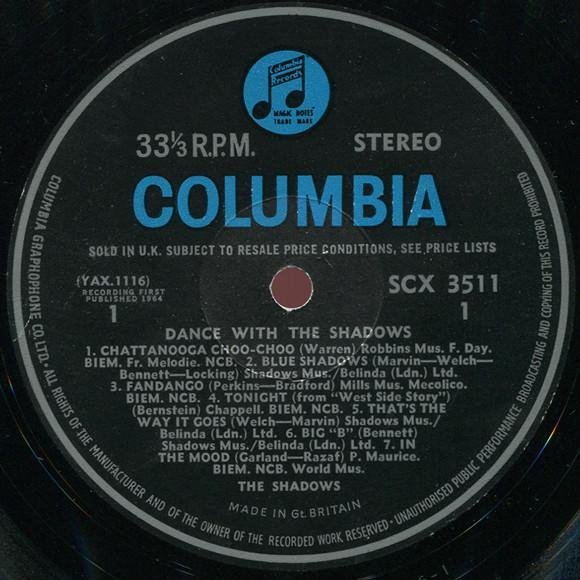 Columbia
Records
MAGIC NOTES
TRADE MARK
33⅓ R.P.M. STEREO
COLUMBIA
SOLD IN U.K. SUBJECT TO RESALE PRICE CONDITIONS, SEE PRICE LISTS
(YAX.1116) SCX 3511
RECORDING FIRST
PUBLISHED 1964
1 1
DANCE WITH THE SHADOWS
1. CHATTANOOGA CHOO-CHOO (Warren) Robbins Mus. F. Day.
BIEM. Fr. Melodie. NCB. 2. BLUE SHADOWS (Marvin—Welch—
Bennett—Locking) Shadows Mus./Belinda (Ldn.) Ltd.
3. FANDANGO (Perkins—Bradford) Mills Mus. Mecolico.
BIEM. NCB. 4. TONIGHT (from "West Side Story")
(Bernstein) Chappell. BIEM. NCB. 5. THAT'S THE
WAY IT GOES (Welch—Marvin) Shadows Mus./
Belinda (Ldn.) Ltd. 6. BIG "B" (Bennett)
Shadows Mus./Belinda (Ldn.) Ltd. 7. IN
THE MOOD (Garland—Razaf) P. Maurice.
BIEM. NCB. World Mus.
THE SHADOWS
MADE IN Gt. BRITAIN
COLUMBIA GRAPHOPHONE CO. LTD. · ALL RIGHTS OF THE MANUFACTURER AND OF THE OWNER OF THE RECORDED WORK RESERVED · UNAUTHORISED PUBLIC PERFORMANCE BROADCASTING AND COPYING OF THIS RECORD PROHIBITED